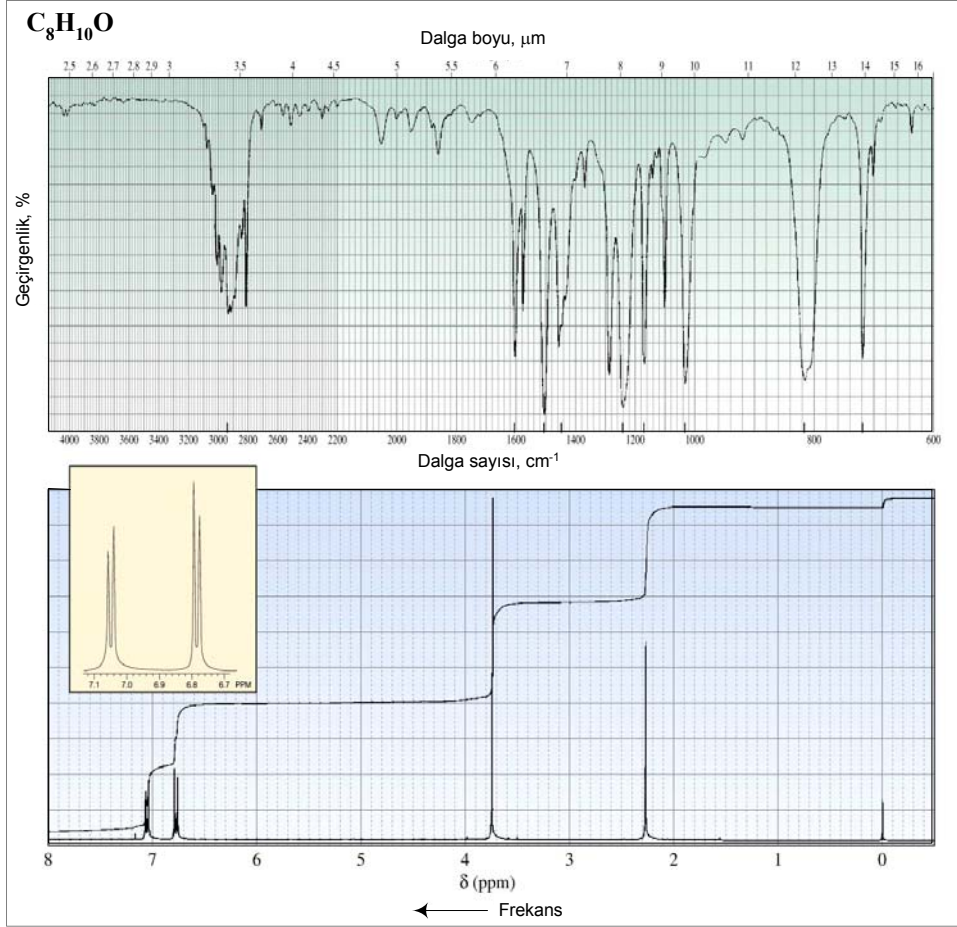 C₈H₁₀O
Dalga boyu, μm
2.5 2.6 2.7 2.8 2.9 3 3.5 4 4.5 5 5.5 6 7 8 9 10 11 12 13 14 15 16
Geçirgenlik, %
4000 3800 3600 3400 3200 3000 2800 2600 2400 2200 2000 1800 1600 1400 1200 1000 800 600
Dalga sayısı, cm⁻¹
7.1 7.0 6.9 6.8 6.7 PPM
8 7 6 5 4 3 2 1 0
δ (ppm)
Frekans